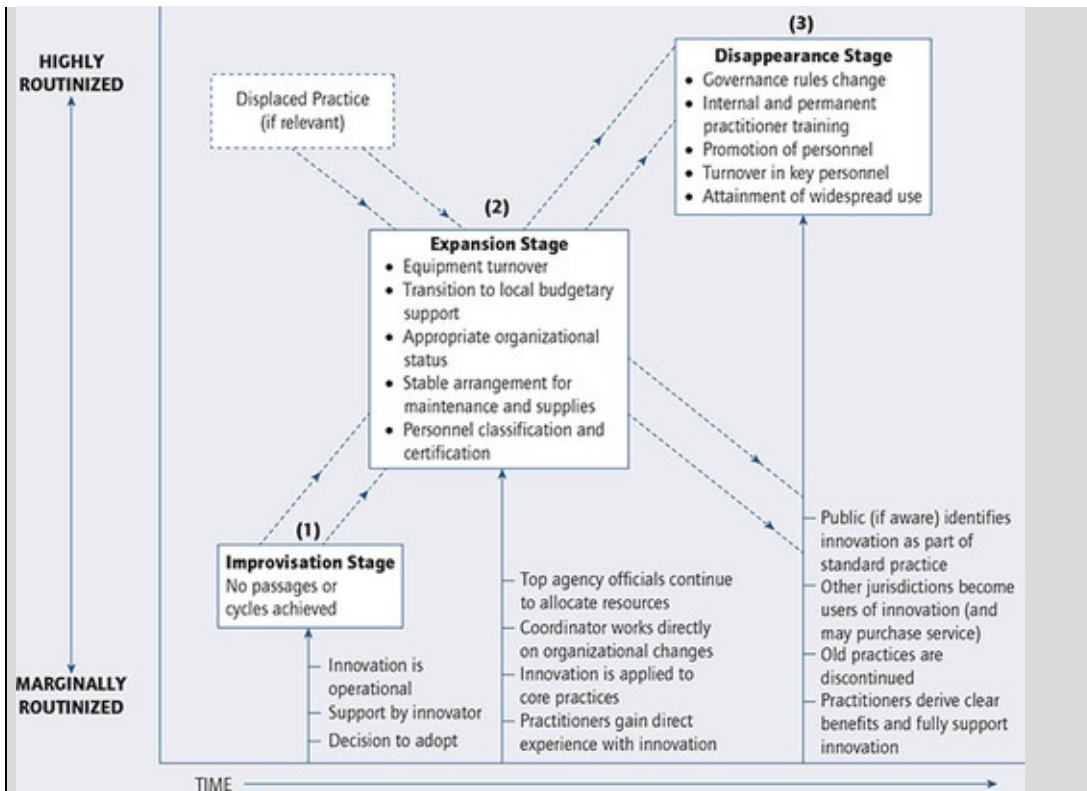 HIGHLY
ROUTINIZED
Displaced Practice
(if relevant)
(3)
Disappearance Stage
• Governance rules change
• Internal and permanent
practitioner training
• Promotion of personnel
• Turnover in key personnel
• Attainment of widespread use
(2)
Expansion Stage
• Equipment turnover
• Transition to local budgetary
support
• Appropriate organizational
status
• Stable arrangement for
maintenance and supplies
• Personnel classification and
certification
(1)
Improvisation Stage
No passages or
cycles achieved
Innovation is
operational
Support by innovator
Decision to adopt
Top agency officials continue
to allocate resources
Coordinator works directly
on organizational changes
Innovation is applied to
core practices
Practitioners gain direct
experience with innovation
Public (if aware) identifies
innovation as part of
standard practice
Other jurisdictions become
users of innovation (and
may purchase service)
Old practices are
discontinued
Practitioners derive clear
benefits and fully support
innovation
MARGINALLY
ROUTINIZED
TIME